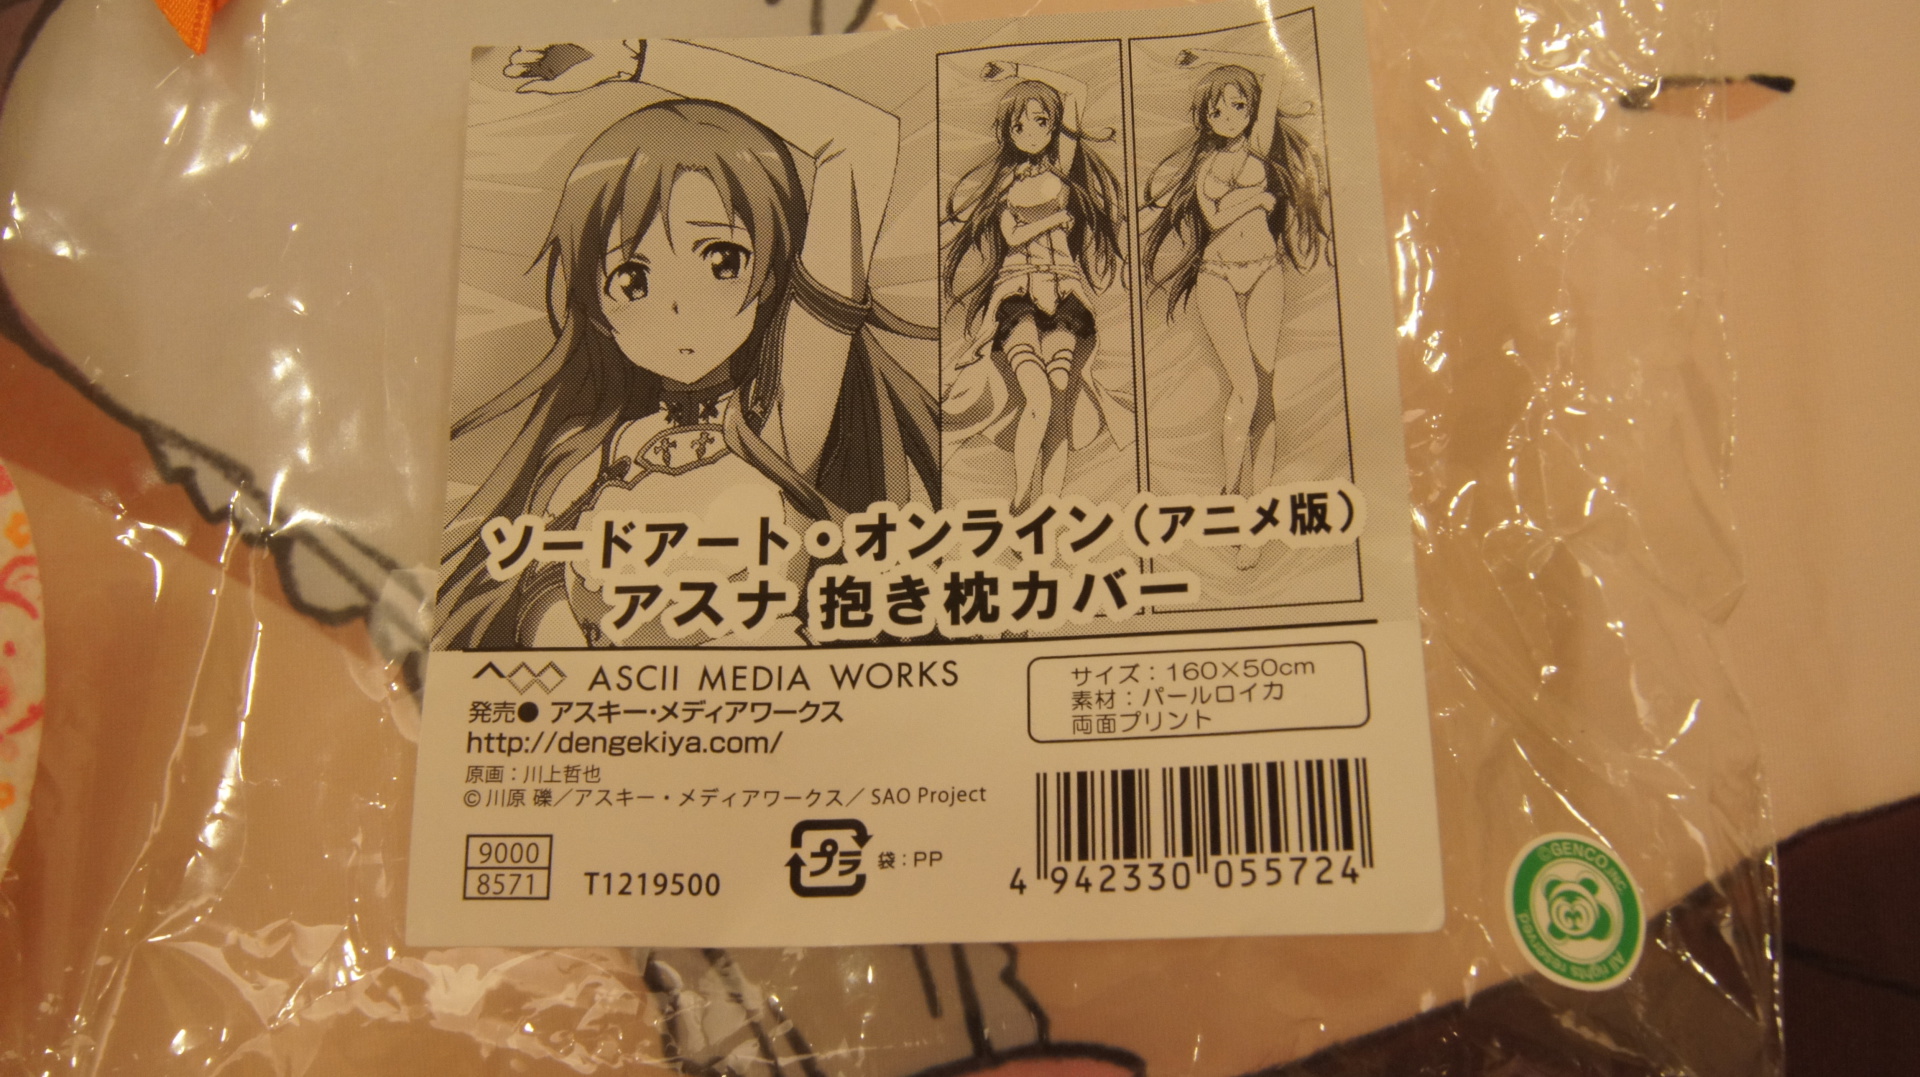 ソードアート・オンライン（アニメ版）
アスナ 抱き枕カバー
ASCII MEDIA WORKS
発売● アスキー・メディアワークス
http://dengekiya.com/
原画：川上哲也
©川原 礫／アスキー・メディアワークス／SAO Project
サイズ：160×50cm
素材：パールロイカ
両面プリント
9000
8571
T1219500
プラ
袋：PP
4 942330 055724
©GENCO, INC.
All rights reserved